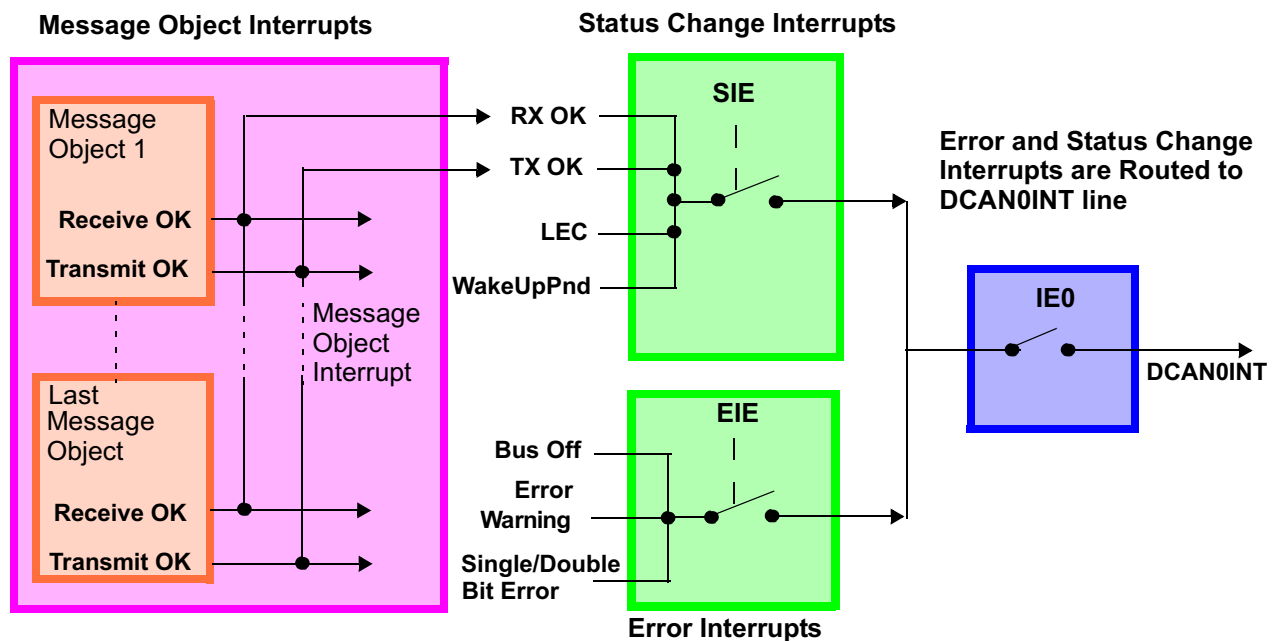 Message Object Interrupts
Status Change Interrupts
Message
Object 1
Receive OK
Transmit OK
Message
Object
Interrupt
Last
Message
Object
Receive OK
Transmit OK
RX OK
TX OK
LEC
WakeUpPnd
SIE
Bus Off
Error
Warning
Single/Double
Bit Error
EIE
Error Interrupts
Error and Status Change
Interrupts are Routed to
DCAN0INT line
IE0
DCAN0INT